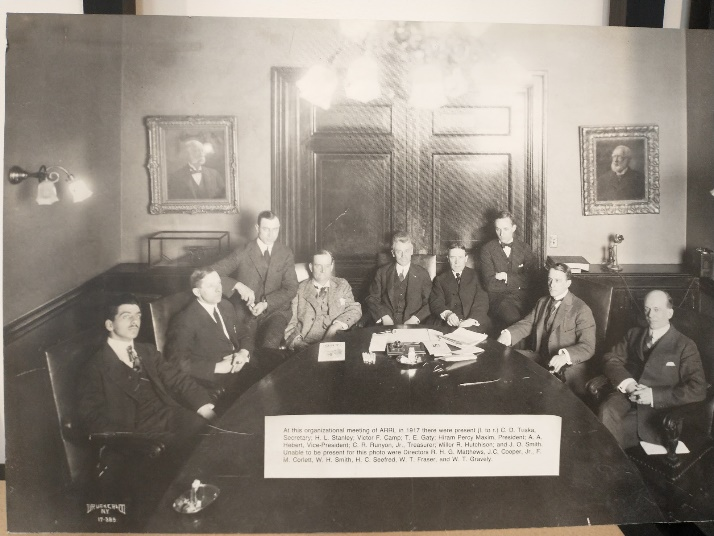 At this organizational meeting of ARRL in 1917 there were present (l. to r.) C. D. Tuska,
Secretary; H. L. Stanley; Victor F. Camp; T. E. Gaty; Hiram Percy Maxim, President; A. A.
Hebert, Vice-President; C. R. Runyon, Jr., Treasurer; Miller R. Hutchison; and J. O. Smith.
Unable to be present for this photo were Directors R. H. G. Matthews, J.C. Cooper, Jr., F.
M. Corlett, W. H. Smith, H. C. Seefred, W. T. Fraser, and W. T. Gravely.
N.Y.
17-383